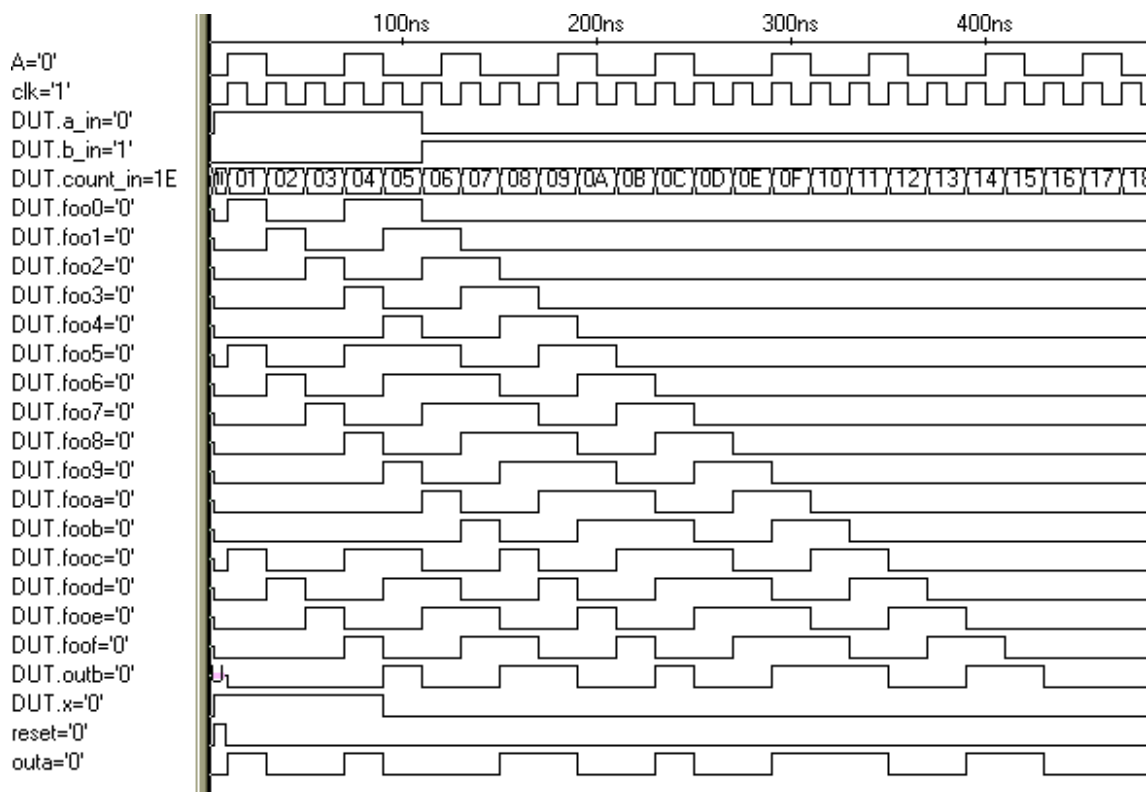 100ns 200ns 300ns 400ns
A='0'
clk='1'
DUT.a_in='0'
DUT.b_in='1'
DUT.count_in=1E 01 02 03 04 05 06 07 08 09 0A 0B 0C 0D 0E 0F 10 11 12 13 14 15 16 17 18
DUT.foo0='0'
DUT.foo1='0'
DUT.foo2='0'
DUT.foo3='0'
DUT.foo4='0'
DUT.foo5='0'
DUT.foo6='0'
DUT.foo7='0'
DUT.foo8='0'
DUT.foo9='0'
DUT.fooa='0'
DUT.foob='0'
DUT.fooc='0'
DUT.food='0'
DUT.fooe='0'
DUT.foof='0'
DUT.outb='0' U
DUT.x='0'
reset='0'
outa='0'